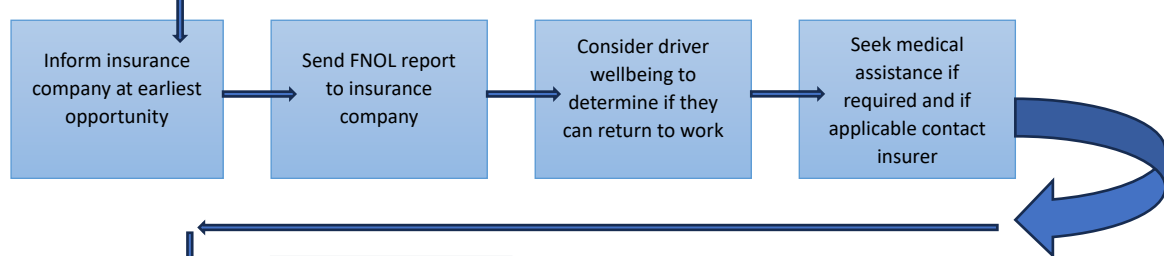 Inform insurance
company at earliest
opportunity
Send FNOL report
to insurance
company
Consider driver
wellbeing to
determine if they
can return to work
Seek medical
assistance if
required and if
applicable contact
insurer